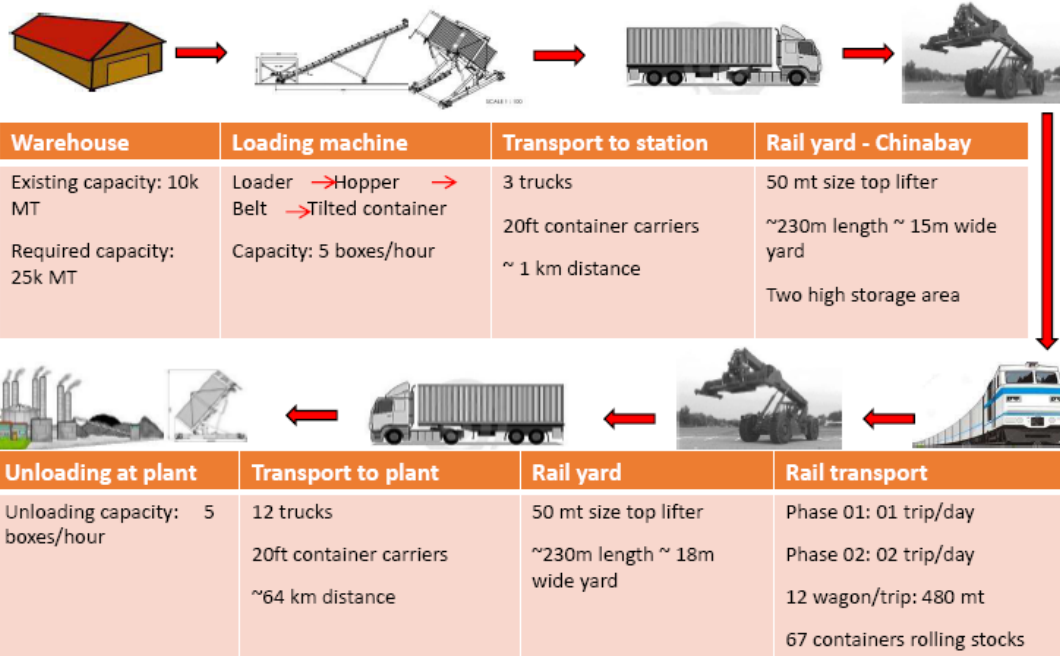 SCALE 1 : 100
Warehouse
Existing capacity: 10k
MT
Required capacity:
25k MT
Loading machine
Loader → Hopper →
Belt → Tilted container
Capacity: 5 boxes/hour
Transport to station
3 trucks
20ft container carriers
~ 1 km distance
Rail yard - Chinabay
50 mt size top lifter
~230m length ~ 15m wide
yard
Two high storage area
Unloading at plant
Unloading capacity: 5
boxes/hour
Transport to plant
12 trucks
20ft container carriers
~64 km distance
Rail yard
50 mt size top lifter
~230m length ~ 18m
wide yard
Rail transport
Phase 01: 01 trip/day
Phase 02: 02 trip/day
12 wagon/trip: 480 mt
67 containers rolling stocks